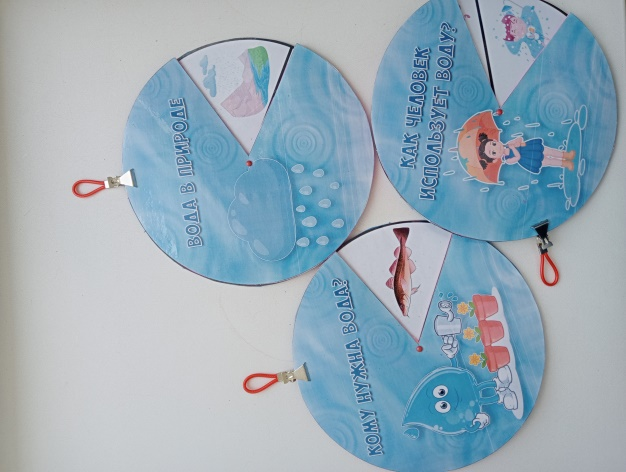 ВОДА В ПРИРОДЕ
КАК ЧЕЛОВЕК
ИСПОЛЬЗУЕТ ВОДУ?
КОМУ НУЖНА ВОДА?